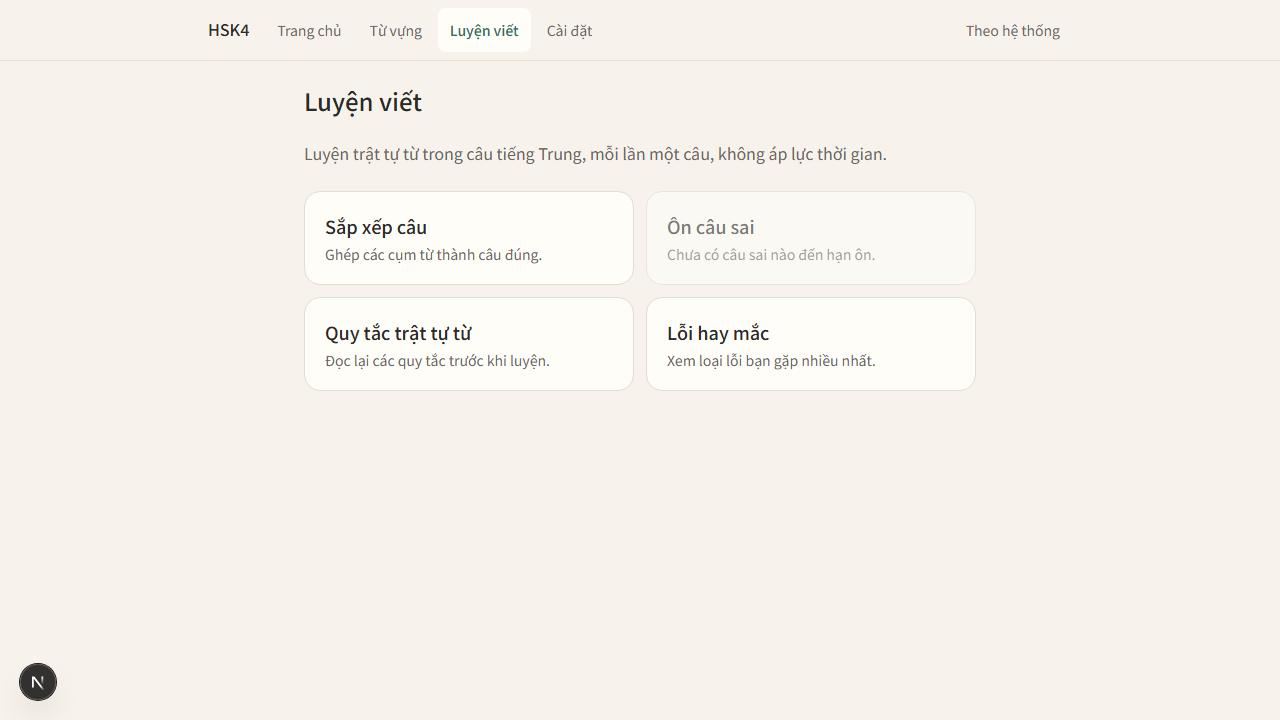 HSK4 Trang chủ Từ vựng Luyện viết Cài đặt Theo hệ thống
Luyện viết
Luyện trật tự từ trong câu tiếng Trung, mỗi lần một câu, không áp lực thời gian.
Sắp xếp câu
Ghép các cụm từ thành câu đúng.
Ôn câu sai
Chưa có câu sai nào đến hạn ôn.
Quy tắc trật tự từ
Đọc lại các quy tắc trước khi luyện.
Lỗi hay mắc
Xem loại lỗi bạn gặp nhiều nhất.
N